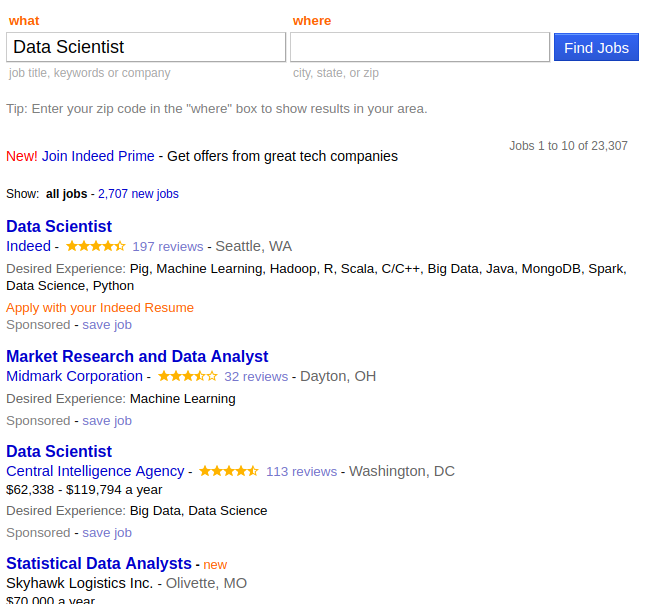 what where
Data Scientist Find Jobs
job title, keywords or company city, state, or zip
Tip: Enter your zip code in the "where" box to show results in your area.
Jobs 1 to 10 of 23,307
New! Join Indeed Prime - Get offers from great tech companies
Show: all jobs - 2,707 new jobs
Data Scientist
Indeed - 197 reviews - Seattle, WA
Desired Experience: Pig, Machine Learning, Hadoop, R, Scala, C/C++, Big Data, Java, MongoDB, Spark,
Data Science, Python
Apply with your Indeed Resume
Sponsored - save job
Market Research and Data Analyst
Midmark Corporation - 32 reviews - Dayton, OH
Desired Experience: Machine Learning
Sponsored - save job
Data Scientist
Central Intelligence Agency - 113 reviews - Washington, DC
$62,338 - $119,794 a year
Desired Experience: Big Data, Data Science
Sponsored - save job
Statistical Data Analysts - new
Skyhawk Logistics Inc. - Olivette, MO
$70,000 a year